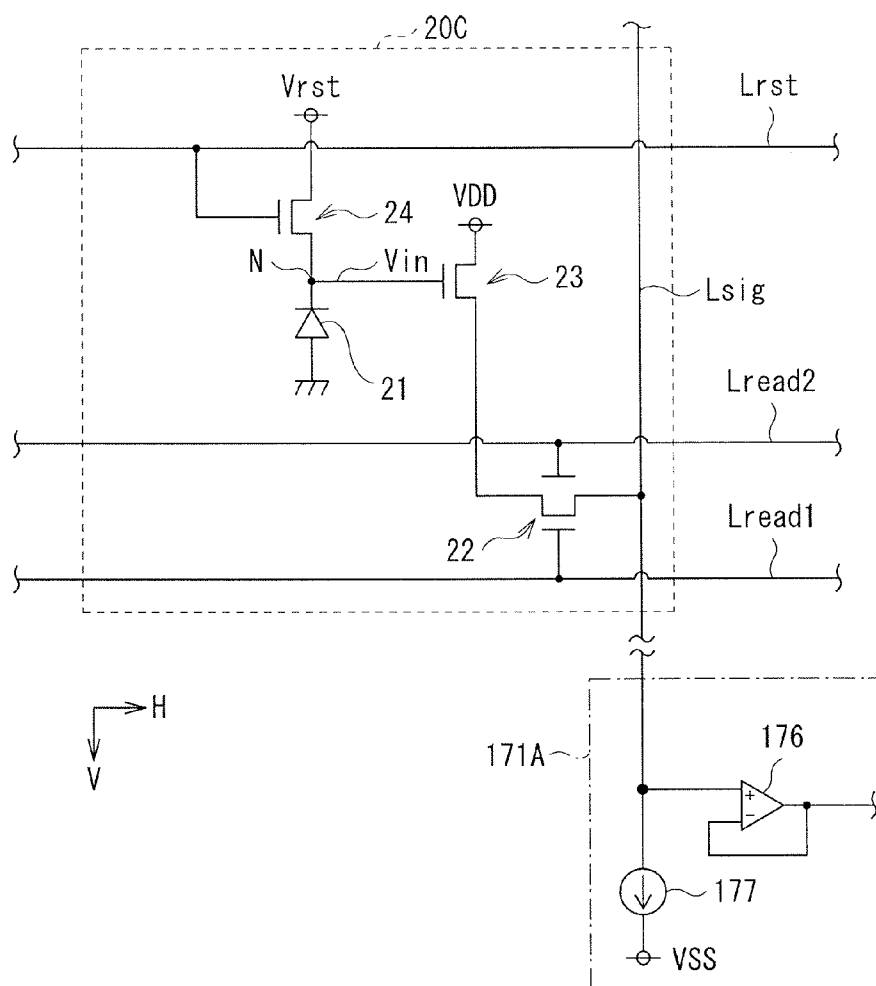 20C
Vrst
Lrst
VDD
24
N
Vin
23
Lsig
21
Lread2
22
Lread1
H
V
171A
176
+
−
177
VSS